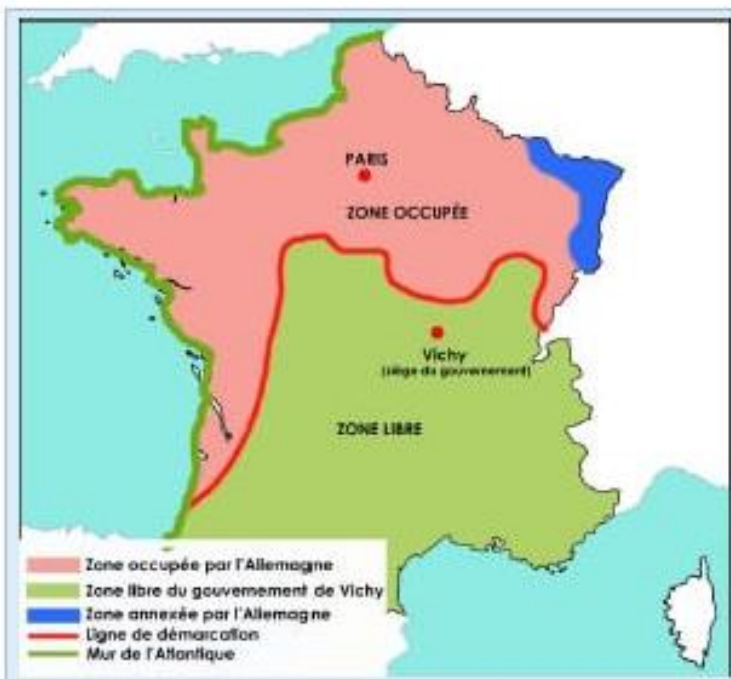 PARIS
ZONE OCCUPÉE
Vichy
(siège du gouvernement)
ZONE LIBRE
Zone occupée par l'Allemagne
Zone libre du gouvernement de Vichy
Zone annexée par l'Allemagne
Ligne de démarcation
Mur de l'Atlantique